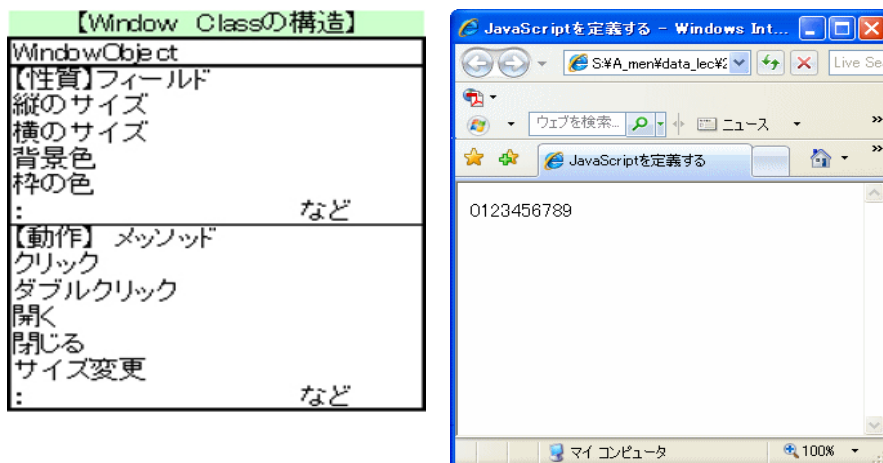 【Window Classの構造】
WindowObject
【性質】フィールド
縦のサイズ
横のサイズ
背景色
枠の色
: など
【動作】 メッソッド
クリック
ダブルクリック
開く
閉じる
サイズ変更
: など
JavaScriptを定義する - Windows Int...
S:¥A_men¥data_lec¥2 Live Se
ウェブを検索... ニュース »
JavaScriptを定義する »
0123456789
マイ コンピュータ 100%